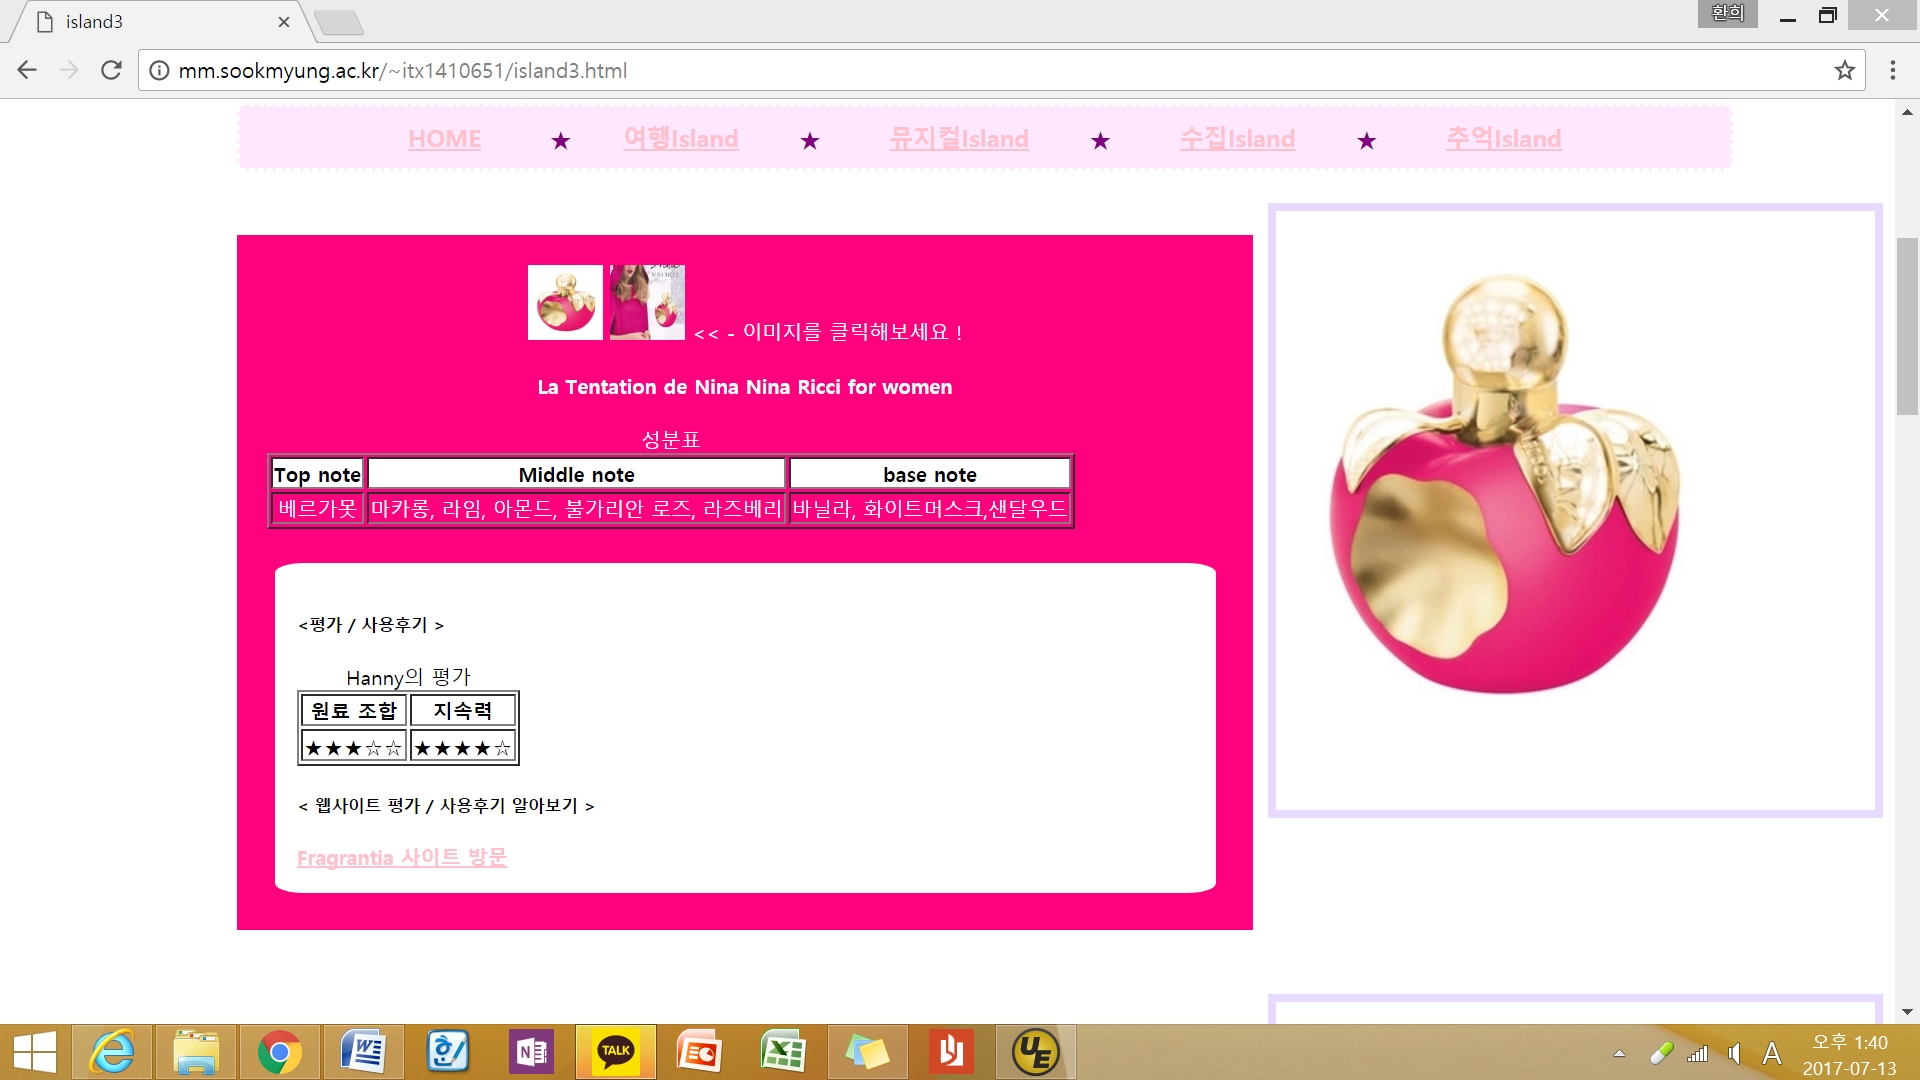 island3
환희
mm.sookmyung.ac.kr/~itx1410651/island3.html
HOME ★ 여행Island ★ 뮤지컬Island ★ 수집Island ★ 추억Island
NINA RICCI
<< - 이미지를 클릭해보세요 !
La Tentation de Nina Nina Ricci for women
성분표
Top note Middle note base note
베르가못 마카롱, 라임, 아몬드, 불가리안 로즈, 라즈베리 바닐라, 화이트머스크,샌달우드
<평가 / 사용후기 >
Hanny의 평가
원료 조합 지속력
★★★☆☆ ★★★★☆
< 웹사이트 평가 / 사용후기 알아보기 >
Fragrantia 사이트 방문
TALK
A
오후 1:40
2017-07-13